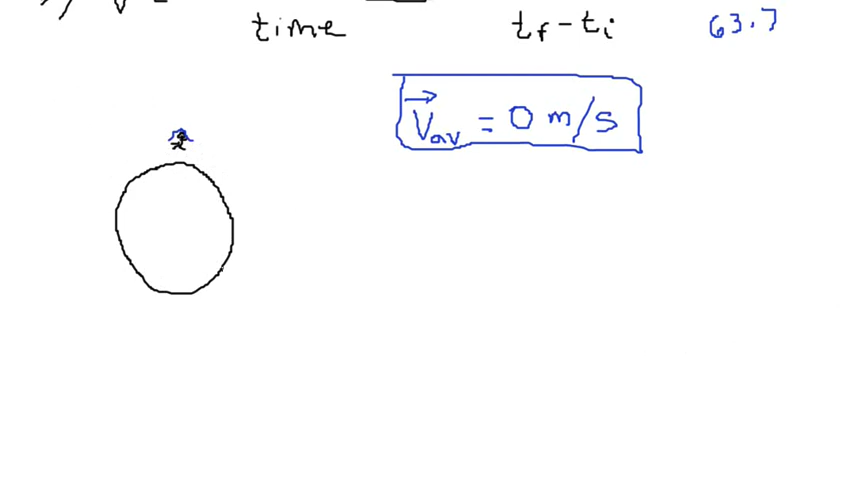 time t_f - t_i 63.7
V_av = 0 m/s